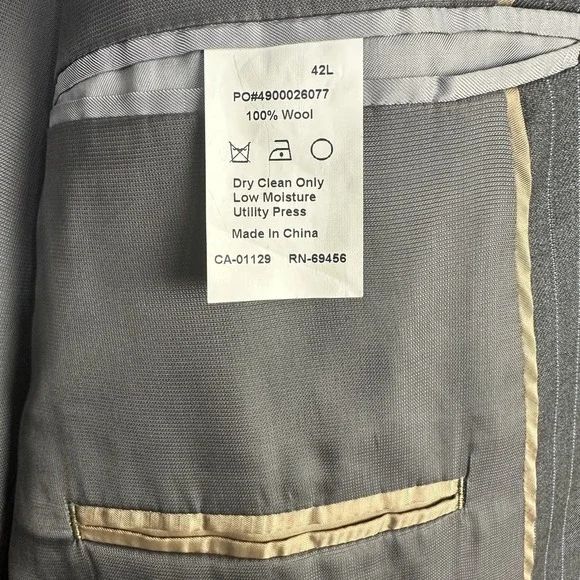 42L
PO#4900026077
100% Wool
Dry Clean Only
Low Moisture
Utility Press
Made In China
CA-01129 RN-69456